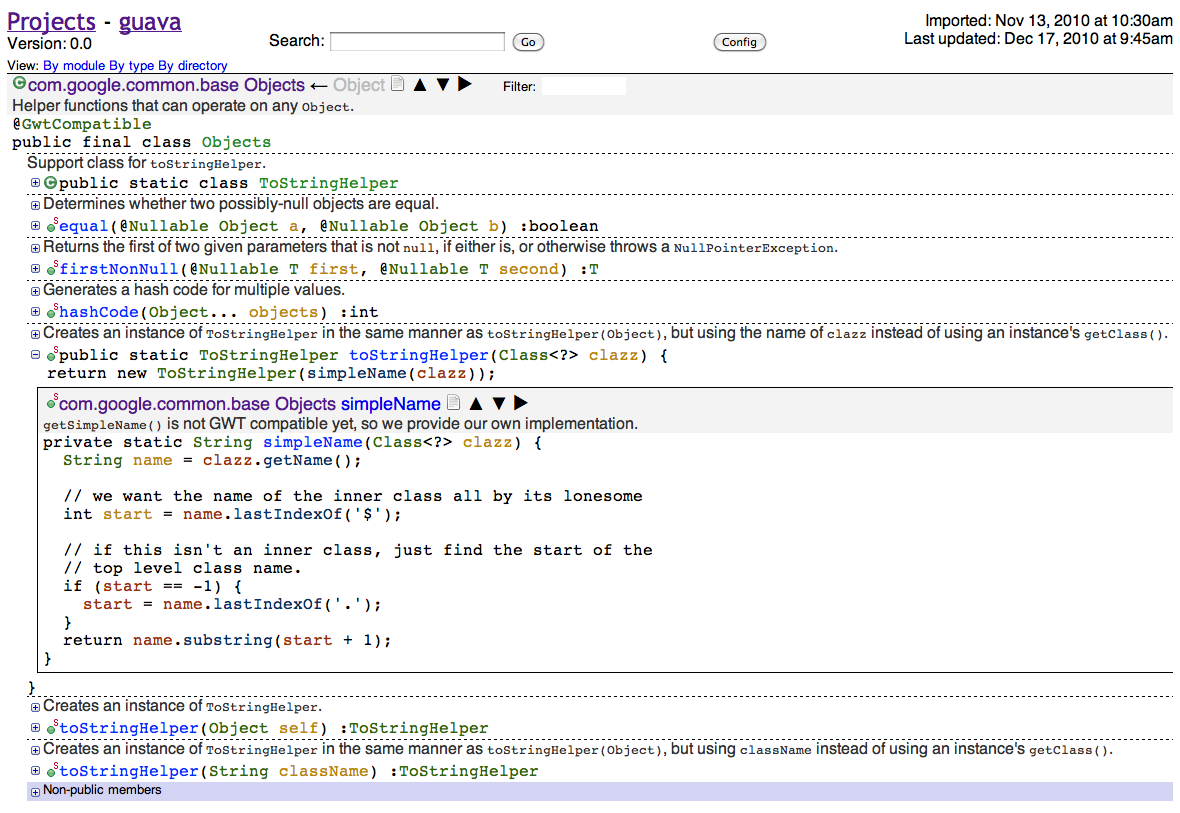 Projects - guava
Version: 0.0
Search: Go Config
Imported: Nov 13, 2010 at 10:30am
Last updated: Dec 17, 2010 at 9:45am
View: By module By type By directory
com.google.common.base Objects ← Object ▲ ▼ ▶ Filter:
Helper functions that can operate on any Object.
@GwtCompatible
public final class Objects
Support class for toStringHelper.
public static class ToStringHelper
Determines whether two possibly-null objects are equal.
equal(@Nullable Object a, @Nullable Object b) :boolean
Returns the first of two given parameters that is not null, if either is, or otherwise throws a NullPointerException.
firstNonNull(@Nullable T first, @Nullable T second) :T
Generates a hash code for multiple values.
hashCode(Object... objects) :int
Creates an instance of ToStringHelper in the same manner as toStringHelper(Object), but using the name of clazz instead of using an instance's getClass().
public static ToStringHelper toStringHelper(Class<?> clazz) {
return new ToStringHelper(simpleName(clazz));
com.google.common.base Objects simpleName ▲ ▼ ▶
getSimpleName() is not GWT compatible yet, so we provide our own implementation.
private static String simpleName(Class<?> clazz) {
String name = clazz.getName();
// we want the name of the inner class all by its lonesome
int start = name.lastIndexOf('$');
// if this isn't an inner class, just find the start of the
// top level class name.
if (start == -1) {
start = name.lastIndexOf('.');
}
return name.substring(start + 1);
}
}
Creates an instance of ToStringHelper.
toStringHelper(Object self) :ToStringHelper
Creates an instance of ToStringHelper in the same manner as toStringHelper(Object), but using className instead of using an instance's getClass().
toStringHelper(String className) :ToStringHelper
Non-public members